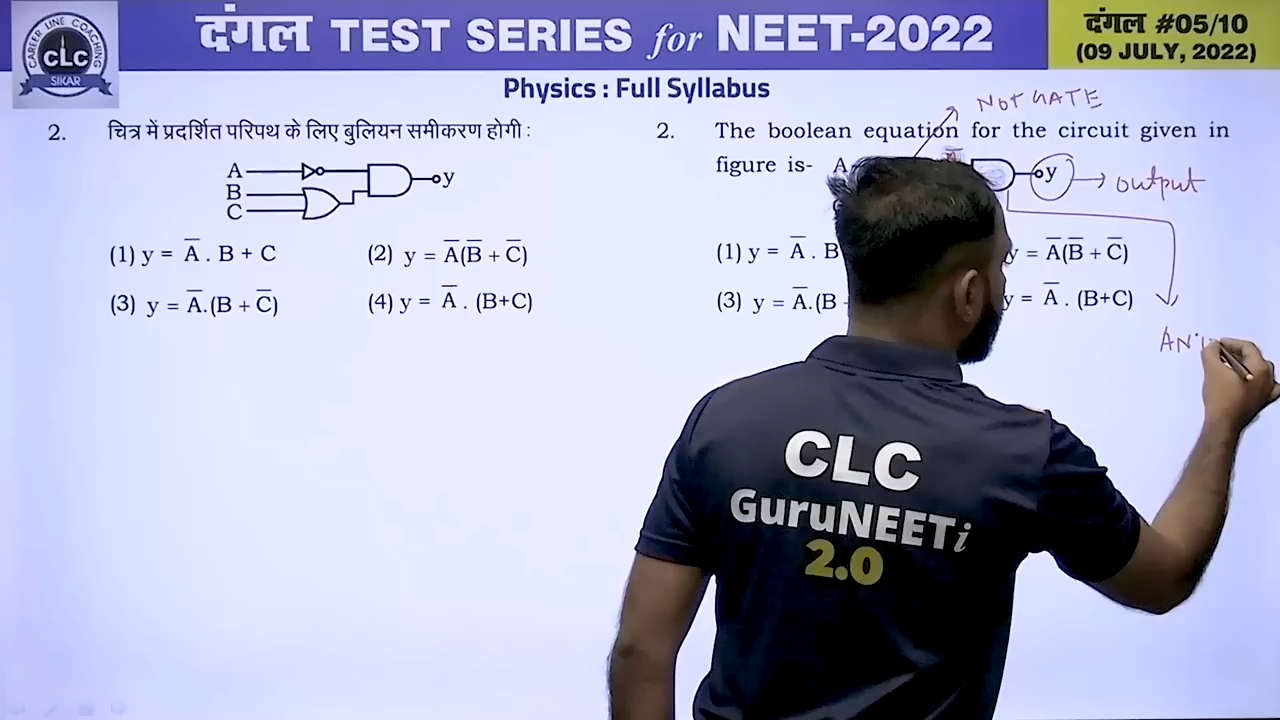 दंगल TEST SERIES for NEET-2022
दंगल #05/10
(09 JULY, 2022)
CAREER LINE COACHING
CLC
SIKAR
Physics : Full Syllabus
2. चित्र में प्रदर्शित परिपथ के लिए बुलियन समीकरण होगी :
A
B
C
y
(1) y = A̅ . B + C
(2) y = A̅(B̅ + C̅)
(3) y = A̅.(B + C̅)
(4) y = A̅ . (B+C)
NOT GATE
2. The boolean equation for the circuit given in
figure is- A
A̅
y
output
(1) y = A̅ . B
y = A̅(B̅ + C̅)
(3) y = A̅.(B
y = A̅ . (B+C)
CLC
GuruNEETi
2.0